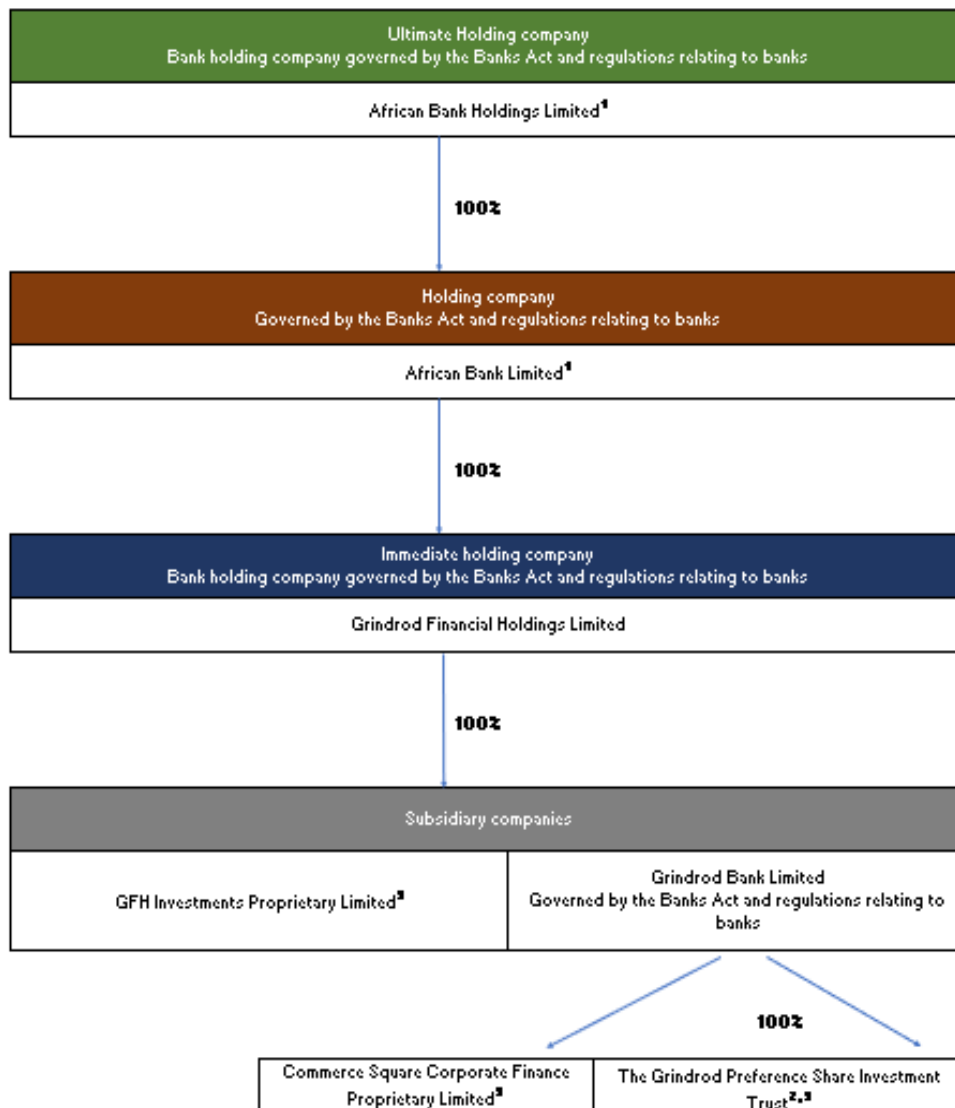 Ultimate Holding company
Bank holding company governed by the Banks Act and regulations relating to banks
African Bank Holdings Limited¹
100%
Holding company
Governed by the Banks Act and regulations relating to banks
African Bank Limited¹
100%
Immediate holding company
Bank holding company governed by the Banks Act and regulations relating to banks
Grindrod Financial Holdings Limited
100%
Subsidiary companies
GFH Investments Proprietary Limited³
Grindrod Bank Limited
Governed by the Banks Act and regulations relating to
banks
100%
Commerce Square Corporate Finance
Proprietary Limited³
The Grindrod Preference Share Investment
Trust²,³